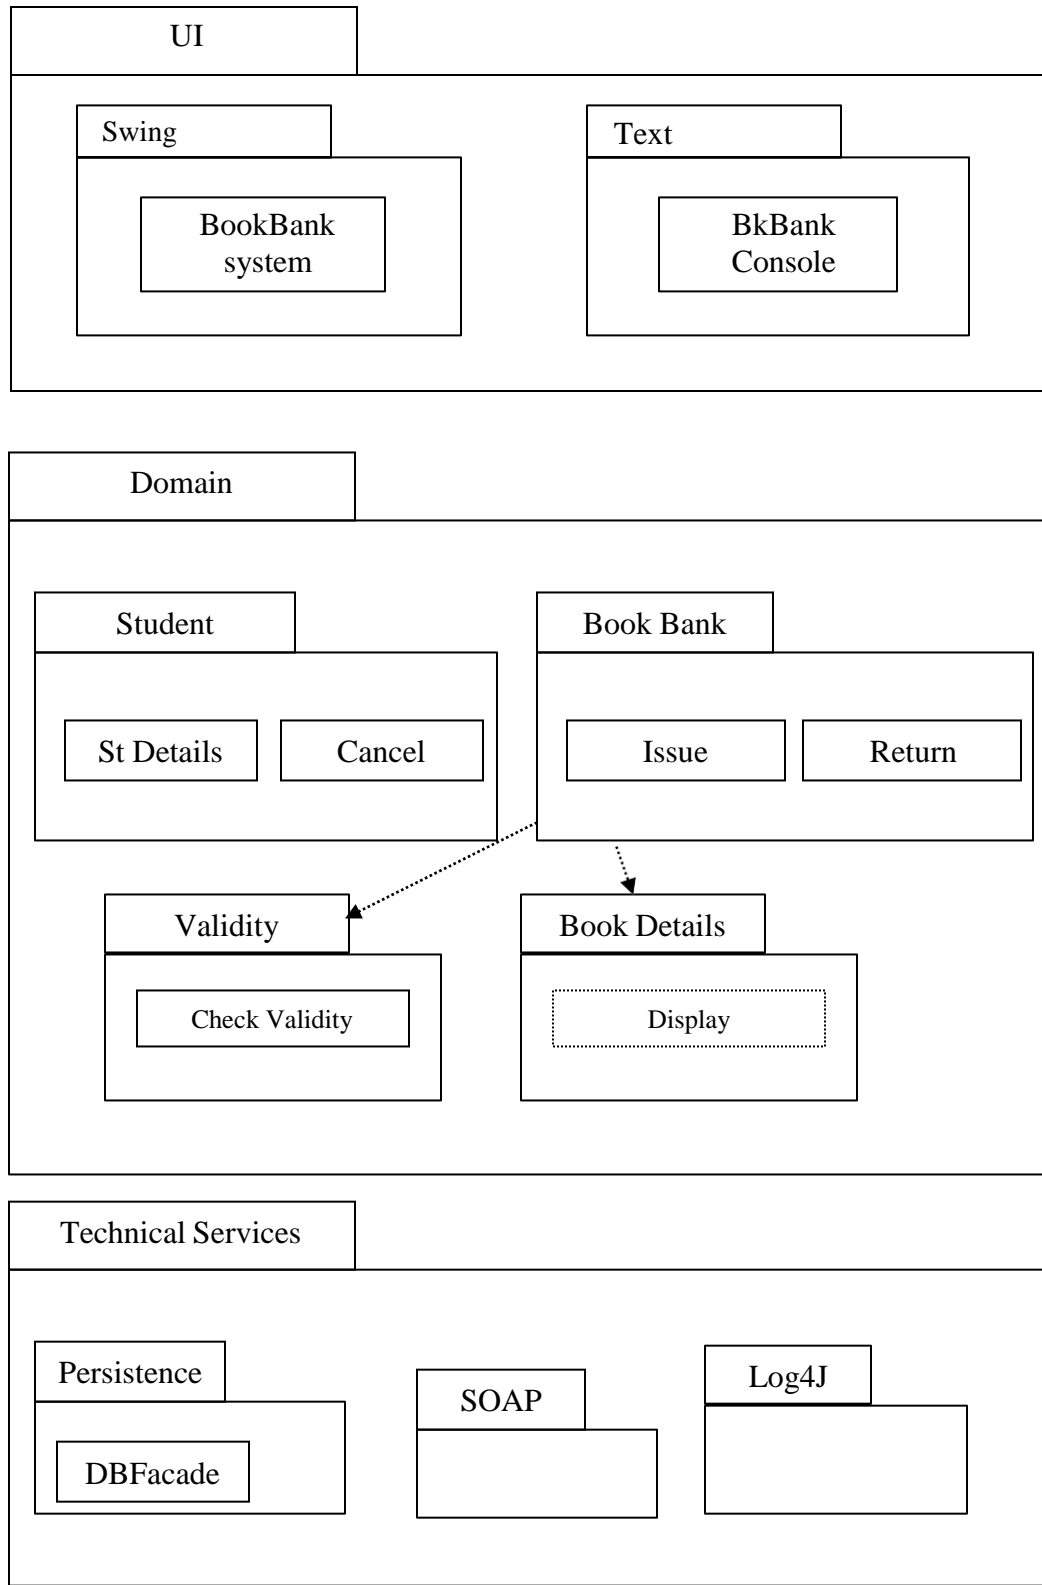 UI
Swing
Text
BookBank
system
BkBank
Console
Domain
Student
Book Bank
St Details
Cancel
Issue
Return
Validity
Book Details
Check Validity
Display
Technical Services
Persistence
SOAP
Log4J
DBFacade